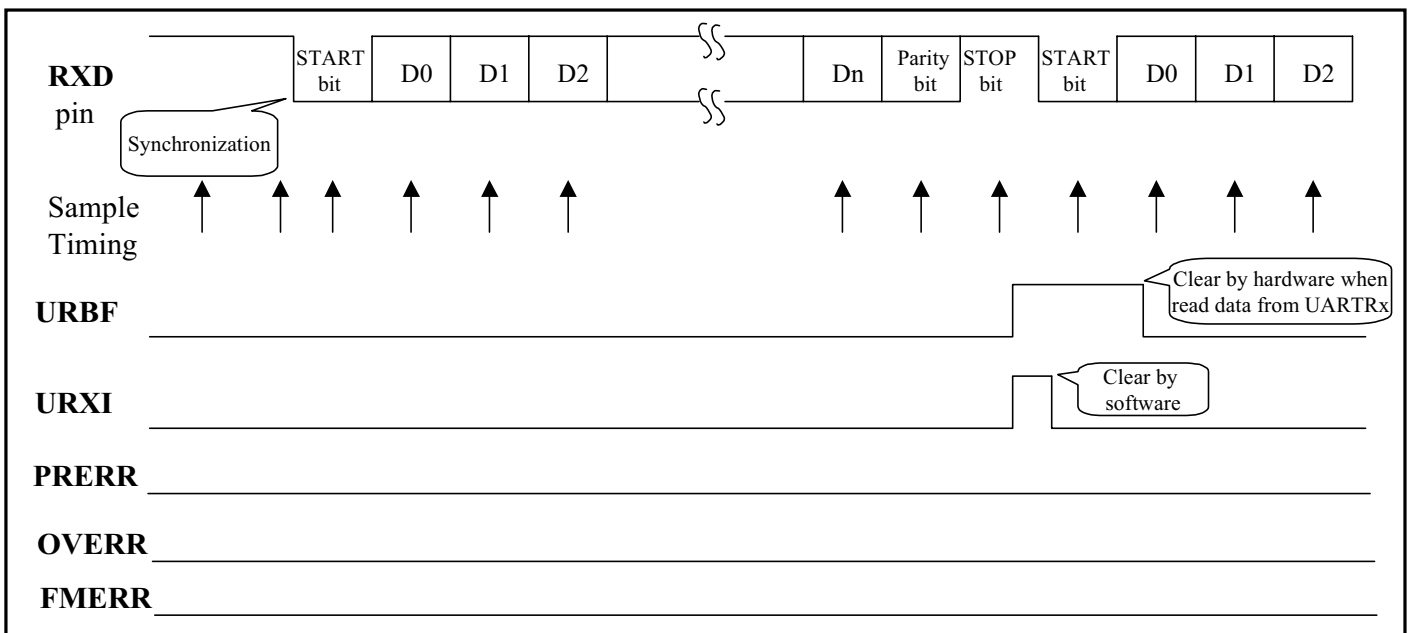 RXD
pin
START
bit
D0
D1
D2
Dn
Parity
bit
STOP
bit
START
bit
D0
D1
D2
Synchronization
Sample
Timing
URBF
Clear by hardware when
read data from UARTRx
URXI
Clear by
software
PRERR
OVERR
FMERR